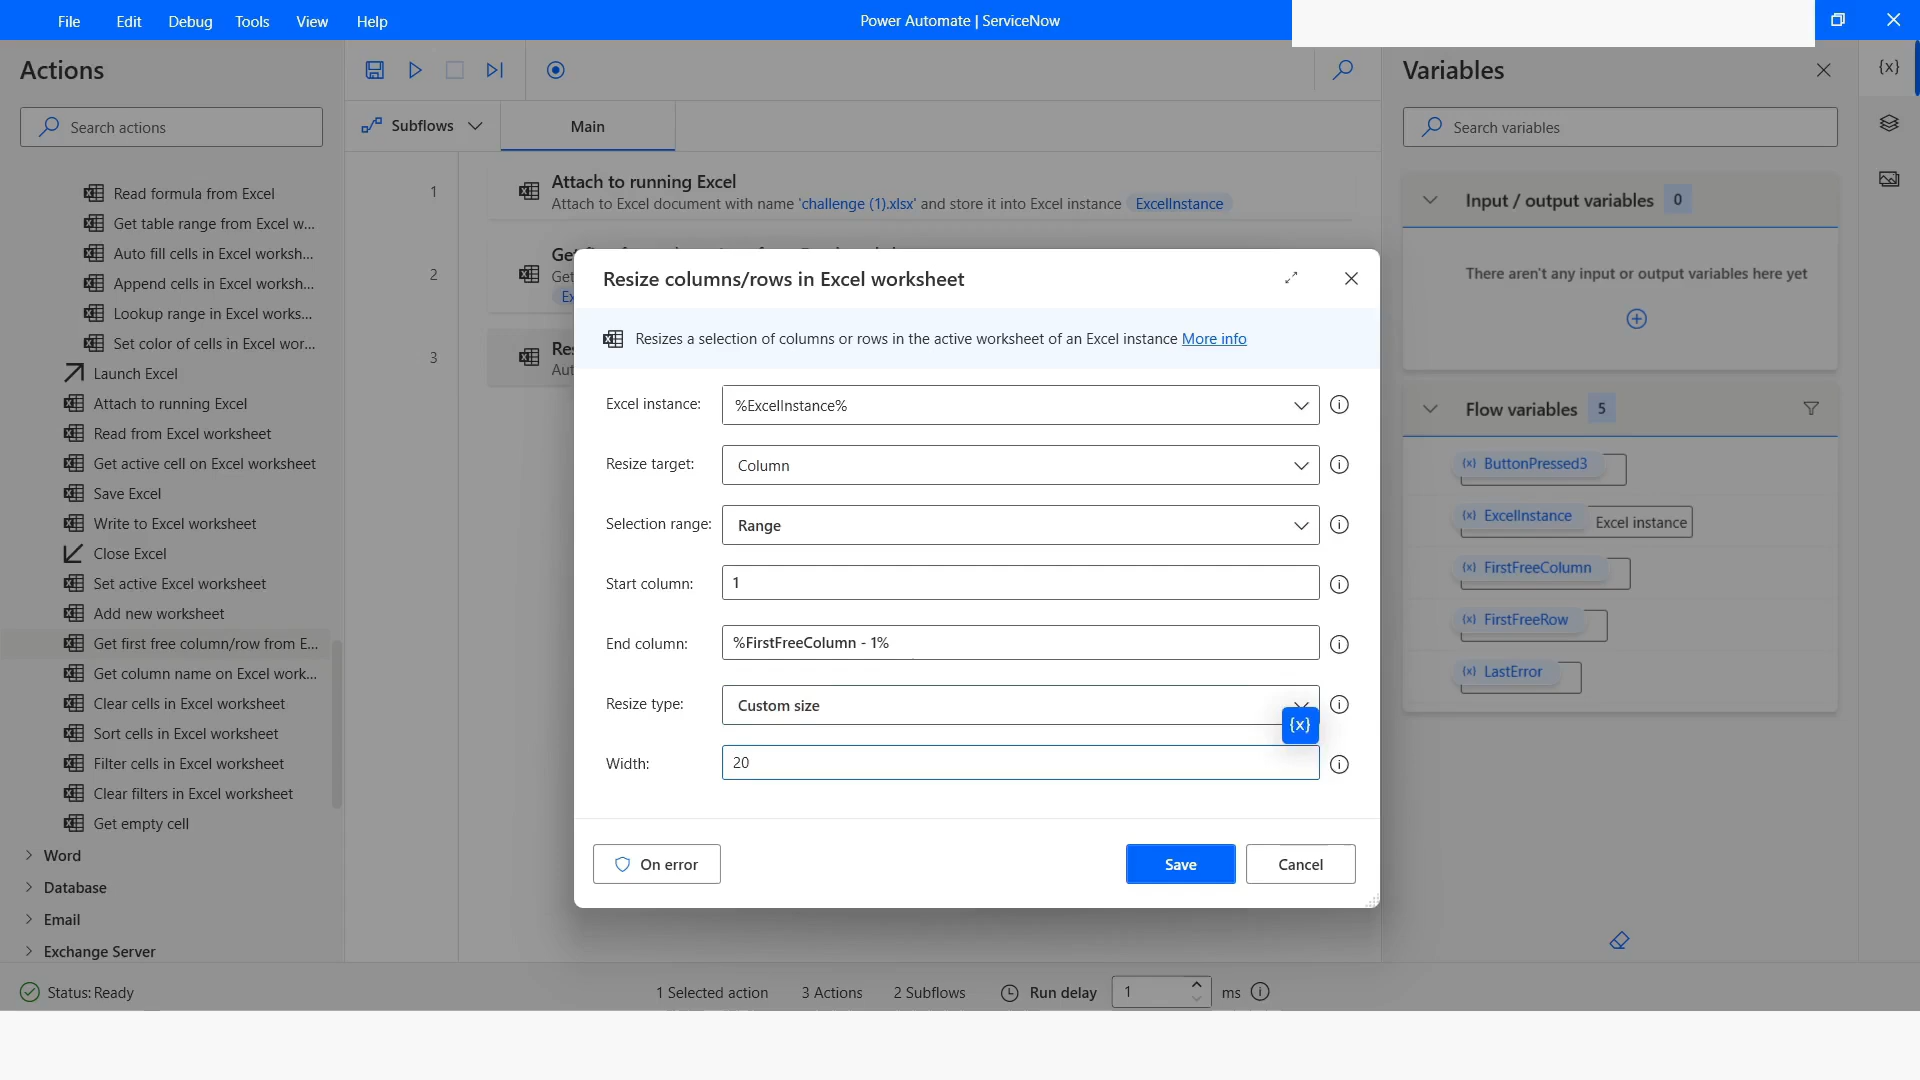 File Edit Debug Tools View Help
Power Automate | ServiceNow
Actions
Search actions
Read formula from Excel
Get table range from Excel w...
Auto fill cells in Excel worksh...
Append cells in Excel worksh...
Lookup range in Excel works...
Set color of cells in Excel wor...
Launch Excel
Attach to running Excel
Read from Excel worksheet
Get active cell on Excel worksheet
Save Excel
Write to Excel worksheet
Close Excel
Set active Excel worksheet
Add new worksheet
Get first free column/row from E...
Get column name on Excel work...
Clear cells in Excel worksheet
Sort cells in Excel worksheet
Filter cells in Excel worksheet
Clear filters in Excel worksheet
Get empty cell
Word
Database
Email
Exchange Server
Subflows
Main
1
Attach to running Excel
Attach to Excel document with name 'challenge (1).xlsx' and store it into Excel instance ExcelInstance
2
Get
Ex
3
Res
Aut
Resize columns/rows in Excel worksheet
Resizes a selection of columns or rows in the active worksheet of an Excel instance More info
Excel instance: %ExcelInstance%
Resize target: Column
Selection range: Range
Start column: 1
End column: %FirstFreeColumn - 1%
Resize type: Custom size
{x}
Width: 20
On error
Save
Cancel
Variables
{x}
Search variables
Input / output variables 0
There aren't any input or output variables here yet
Flow variables 5
(x) ButtonPressed3
(x) ExcelInstance Excel instance
(x) FirstFreeColumn
(x) FirstFreeRow
(x) LastError
Status: Ready
1 Selected action
3 Actions
2 Subflows
Run delay 1 ms